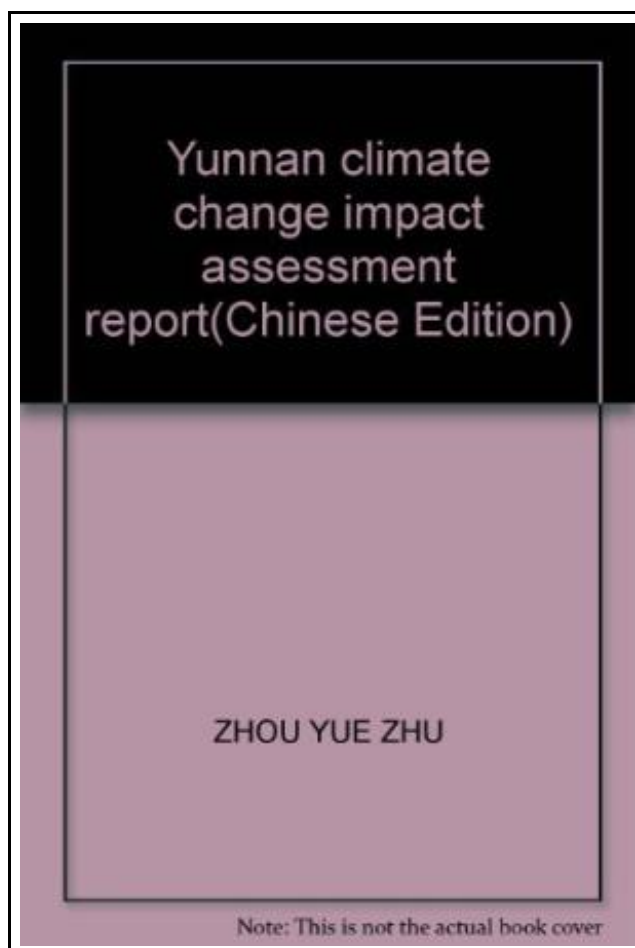 Yunnan climate
change impact
assessment
report(Chinese Edition)
ZHOU YUE ZHU
Note: This is not the actual book cover